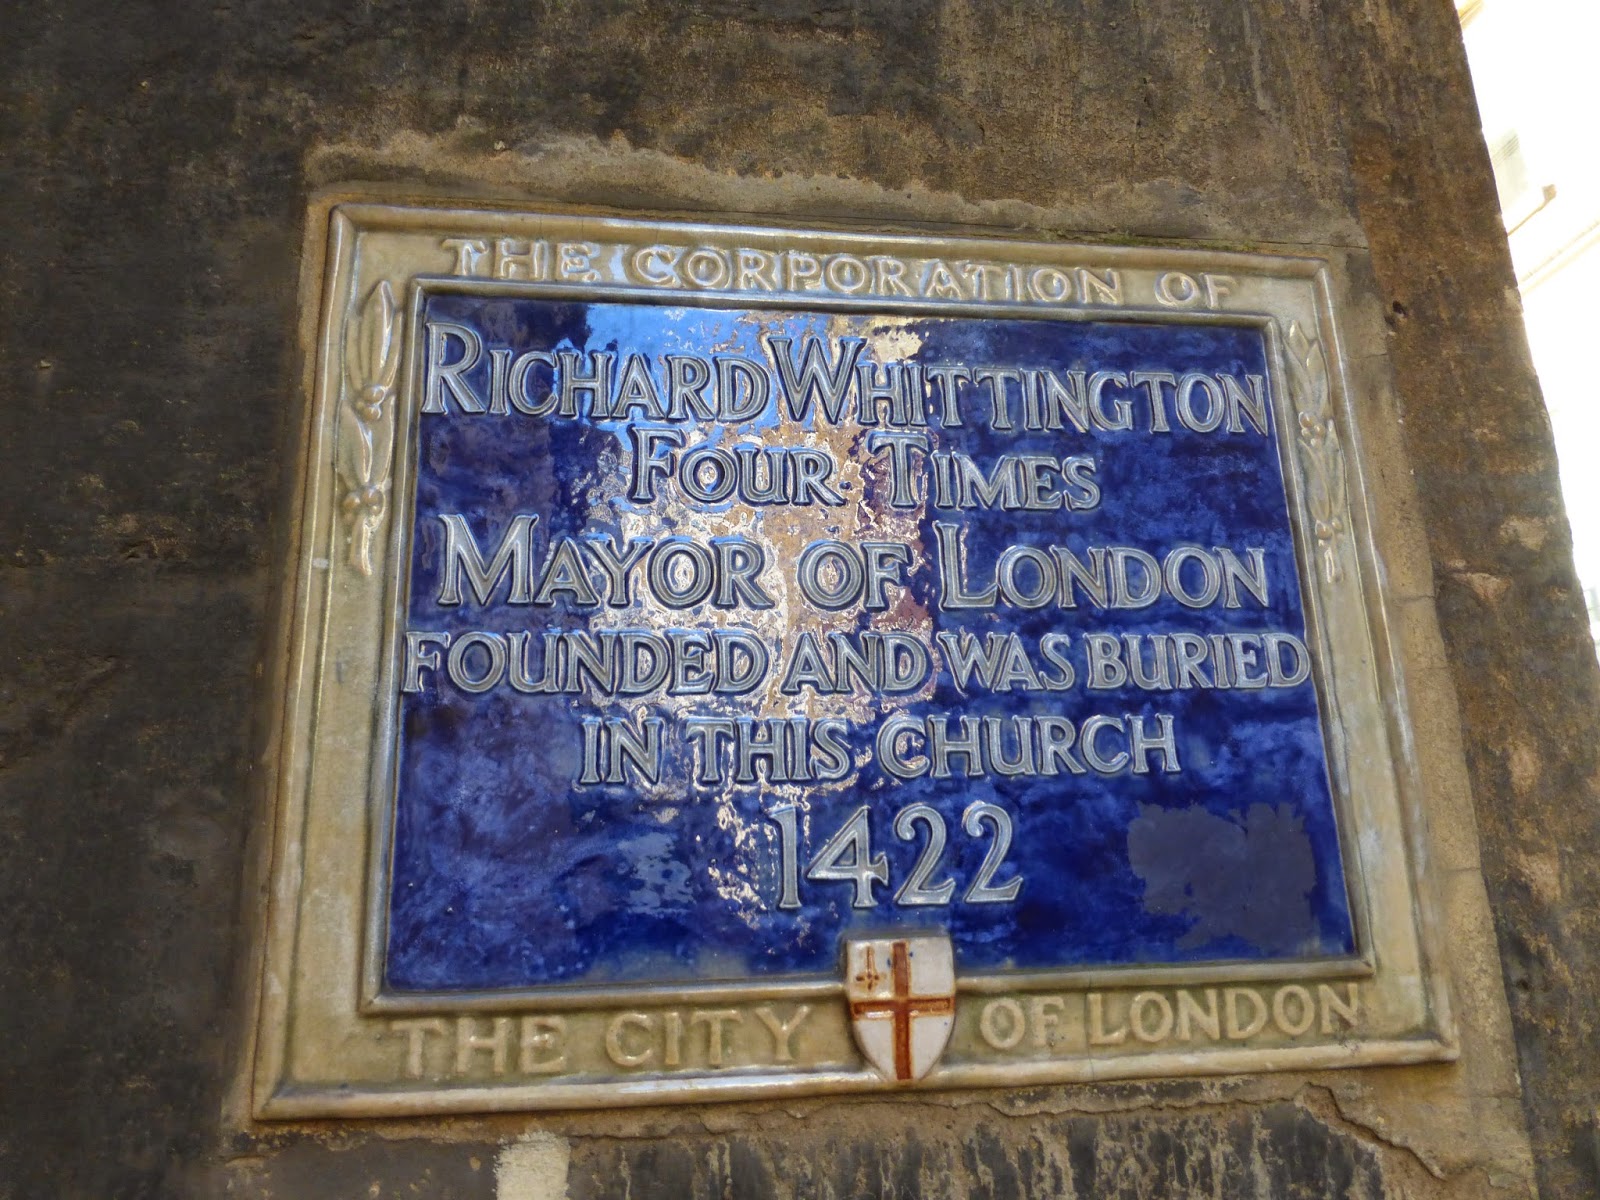 THE CORPORATION OF
RICHARD WHITTINGTON
FOUR TIMES
MAYOR OF LONDON
FOUNDED AND WAS BURIED
IN THIS CHURCH
1422
THE CITY OF LONDON